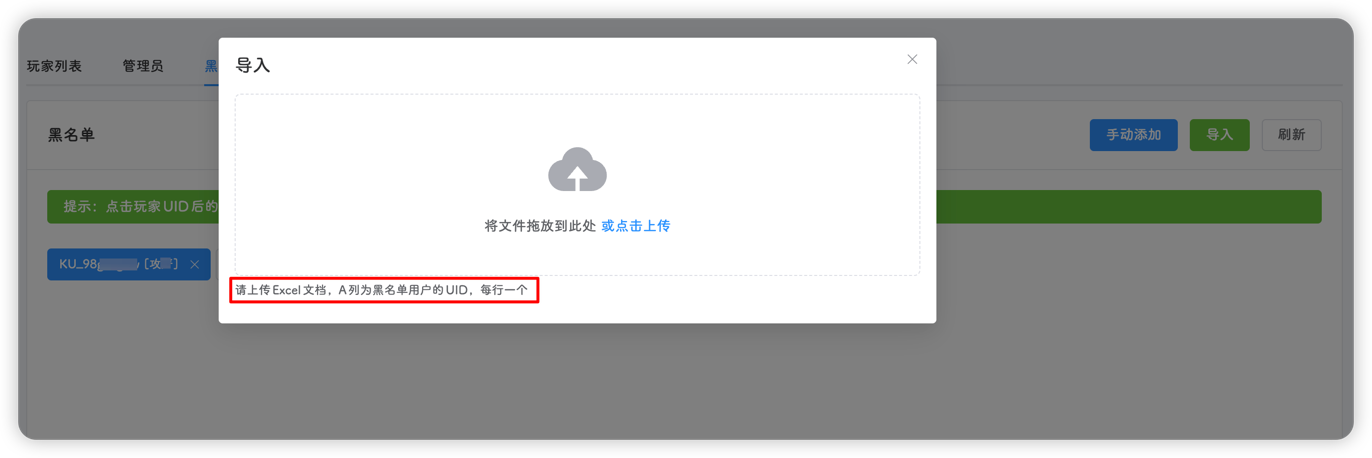 玩家列表 管理员 黑
导入
黑名单
手动添加 导入 刷新
提示：点击玩家UID后的
将文件拖放到此处 或点击上传
KU_98
请上传Excel文档，A列为黑名单用户的UID，每行一个